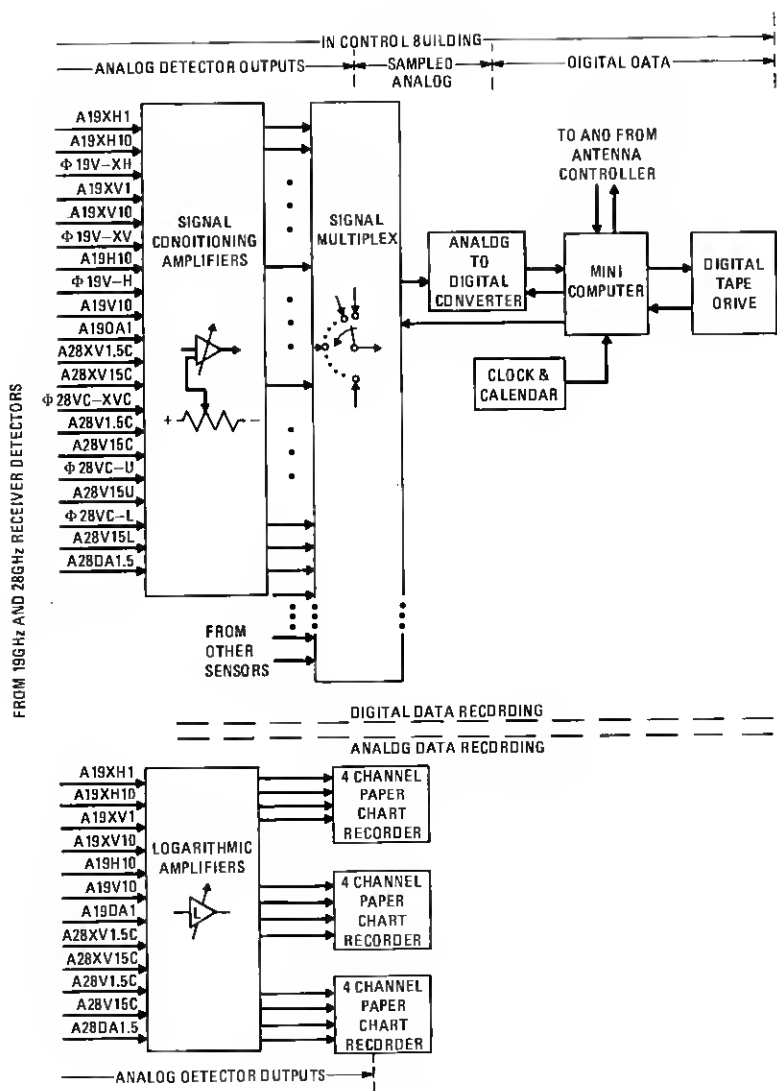 IN CONTROL BUILDING
ANALOG DETECTOR OUTPUTS
SAMPLED
ANALOG
DIGITAL DATA
FROM 19GHz AND 28GHz RECEIVER DETECTORS
A19XH1
A19XH10
Φ19V-XH
A19XV1
A19XV10
Φ19V-XV
A19H10
Φ19V-H
A19V10
A19DA1
A28XV1.5C
A28XV15C
Φ28VC-XVC
A28V1.5C
A28V15C
Φ28VC-U
A28V15U
Φ28VC-L
A28V15L
A28DA1.5
SIGNAL
CONDITIONING
AMPLIFIERS
+ -
SIGNAL
MULTIPLEX
FROM
OTHER
SENSORS
ANALOG
TO
DIGITAL
CONVERTER
TO AND FROM
ANTENNA
CONTROLLER
MINI
COMPUTER
DIGITAL
TAPE
DRIVE
CLOCK &
CALENDAR
DIGITAL DATA RECORDING
ANALOG DATA RECORDING
A19XH1
A19XH10
A19XV1
A19XV10
A19H10
A19V10
A19DA1
A28XV1.5C
A28XV15C
A28V1.5C
A28V15C
A28DA1.5
LOGARITHMIC
AMPLIFIERS
L
4 CHANNEL
PAPER
CHART
RECORDER
4 CHANNEL
PAPER
CHART
RECORDER
4 CHANNEL
PAPER
CHART
RECORDER
ANALOG DETECTOR OUTPUTS